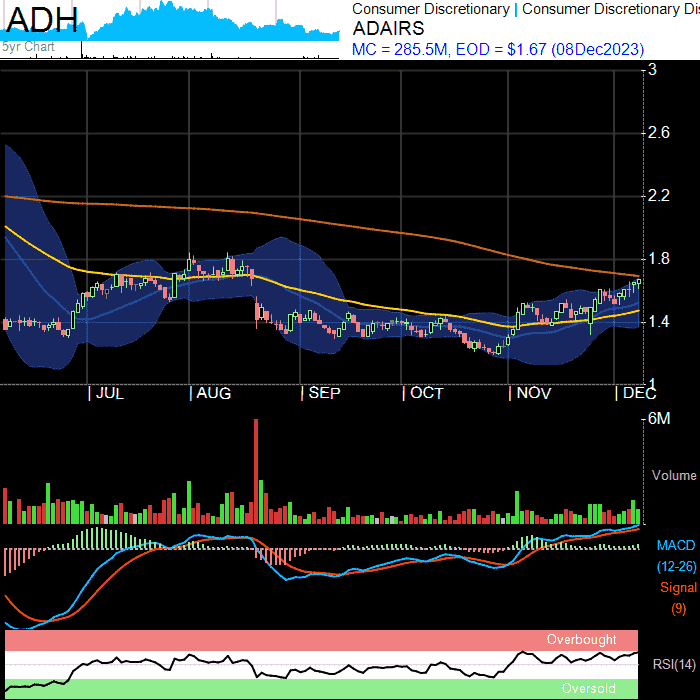 ADH
5yr Chart
Consumer Discretionary | Consumer Discretionary Dis
ADAIRS
MC = 285.5M, EOD = $1.67 (08Dec2023)
3
2.6
2.2
1.8
1.4
1
| JUL | AUG | SEP | OCT | NOV | DEC
6M
Volume
MACD
(12-26)
Signal
(9)
Overbought
RSI(14)
Oversold